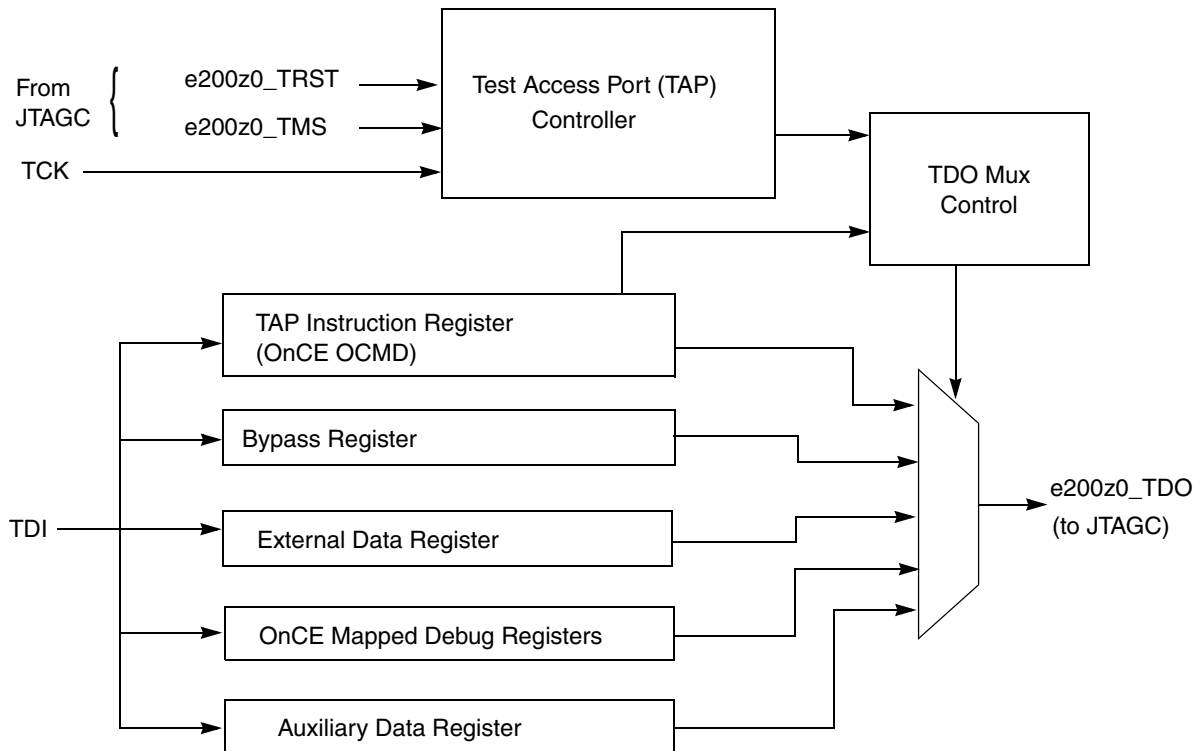 From
JTAGC
e200z0_TRST
e200z0_TMS
TCK
Test Access Port (TAP)
Controller
TDO Mux
Control
TAP Instruction Register
(OnCE OCMD)
Bypass Register
TDI
External Data Register
OnCE Mapped Debug Registers
Auxiliary Data Register
e200z0_TDO
(to JTAGC)